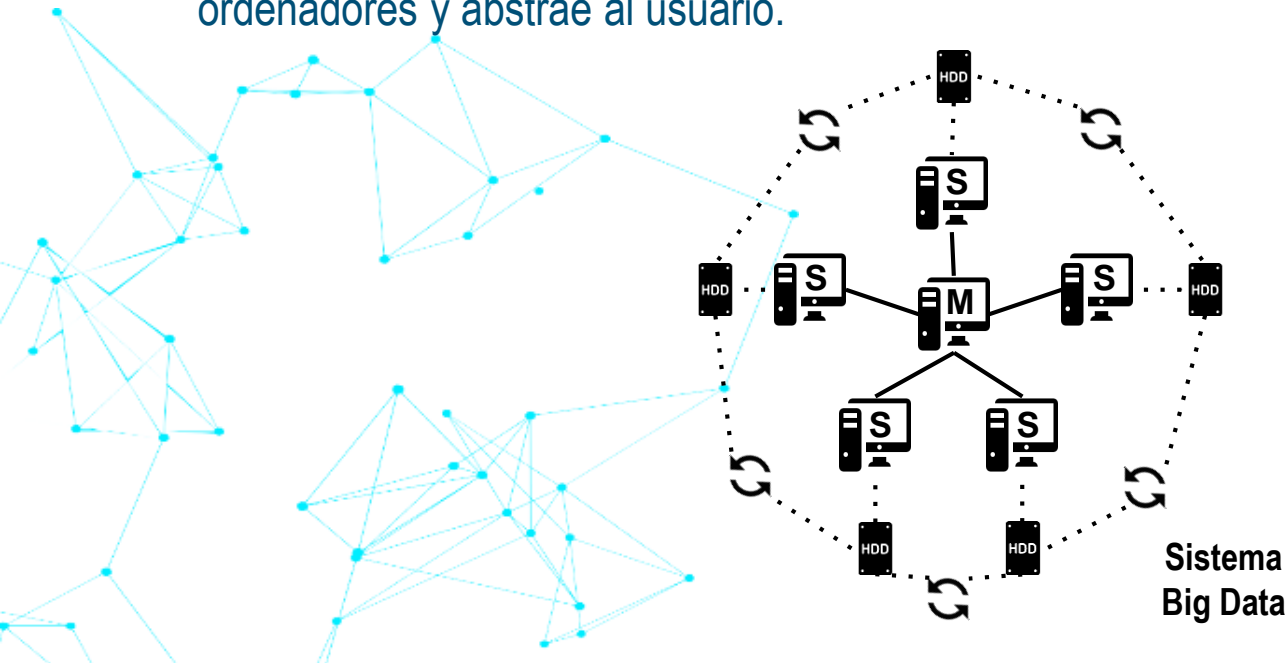 ordenadores y abstrae al usuario.
HDD
S
HDD
S
M
S
HDD
S
S
HDD
HDD
Sistema
Big Data